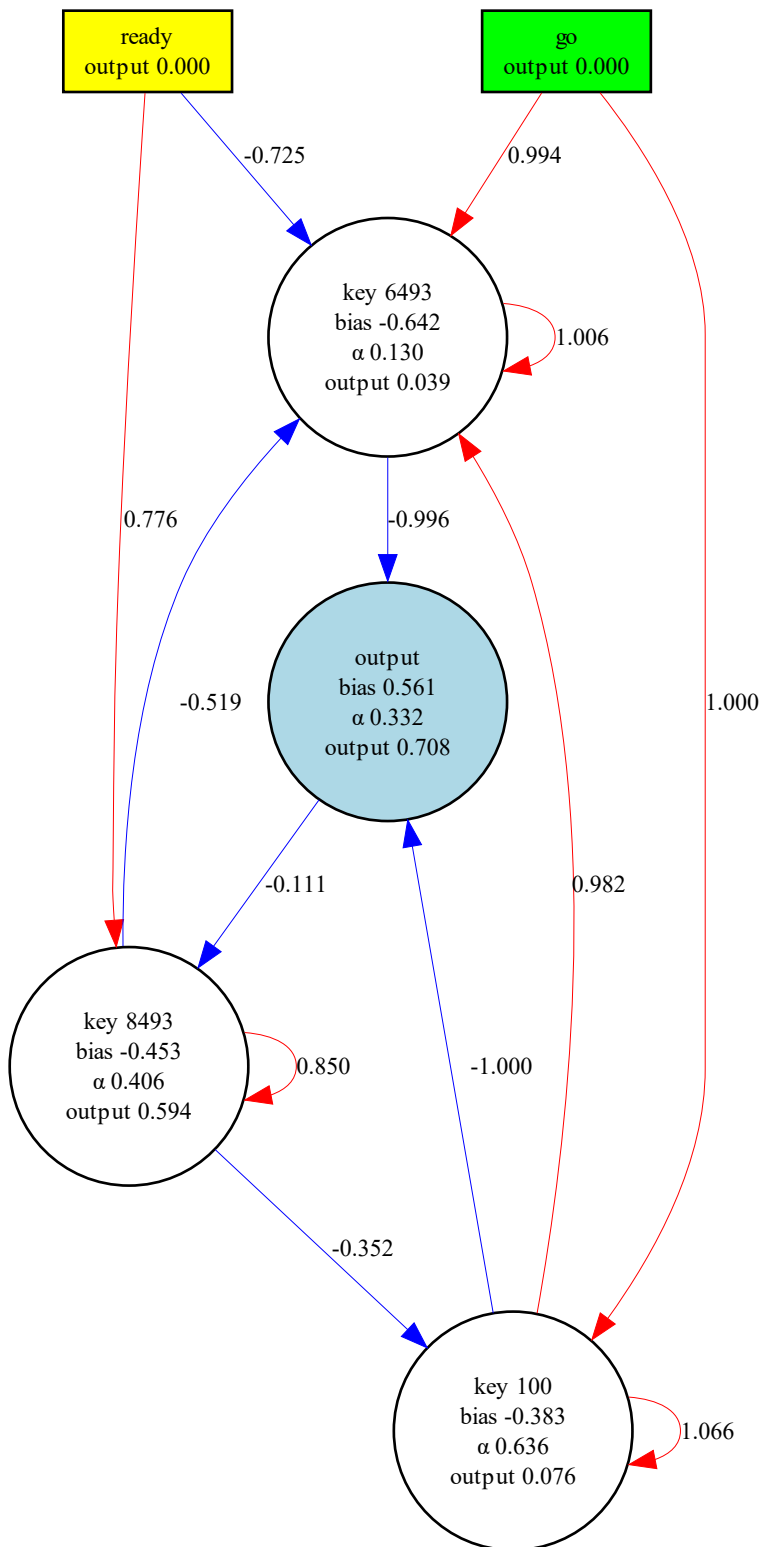 ready
output 0.000
go
output 0.000
-0.725
0.994
key 6493
bias -0.642
α 0.130
output 0.039
1.006
0.776
-0.996
output
bias 0.561
α 0.332
output 0.708
-0.519
1.000
-0.111
0.982
key 8493
bias -0.453
α 0.406
output 0.594
0.850
-1.000
-0.352
key 100
bias -0.383
α 0.636
output 0.076
1.066